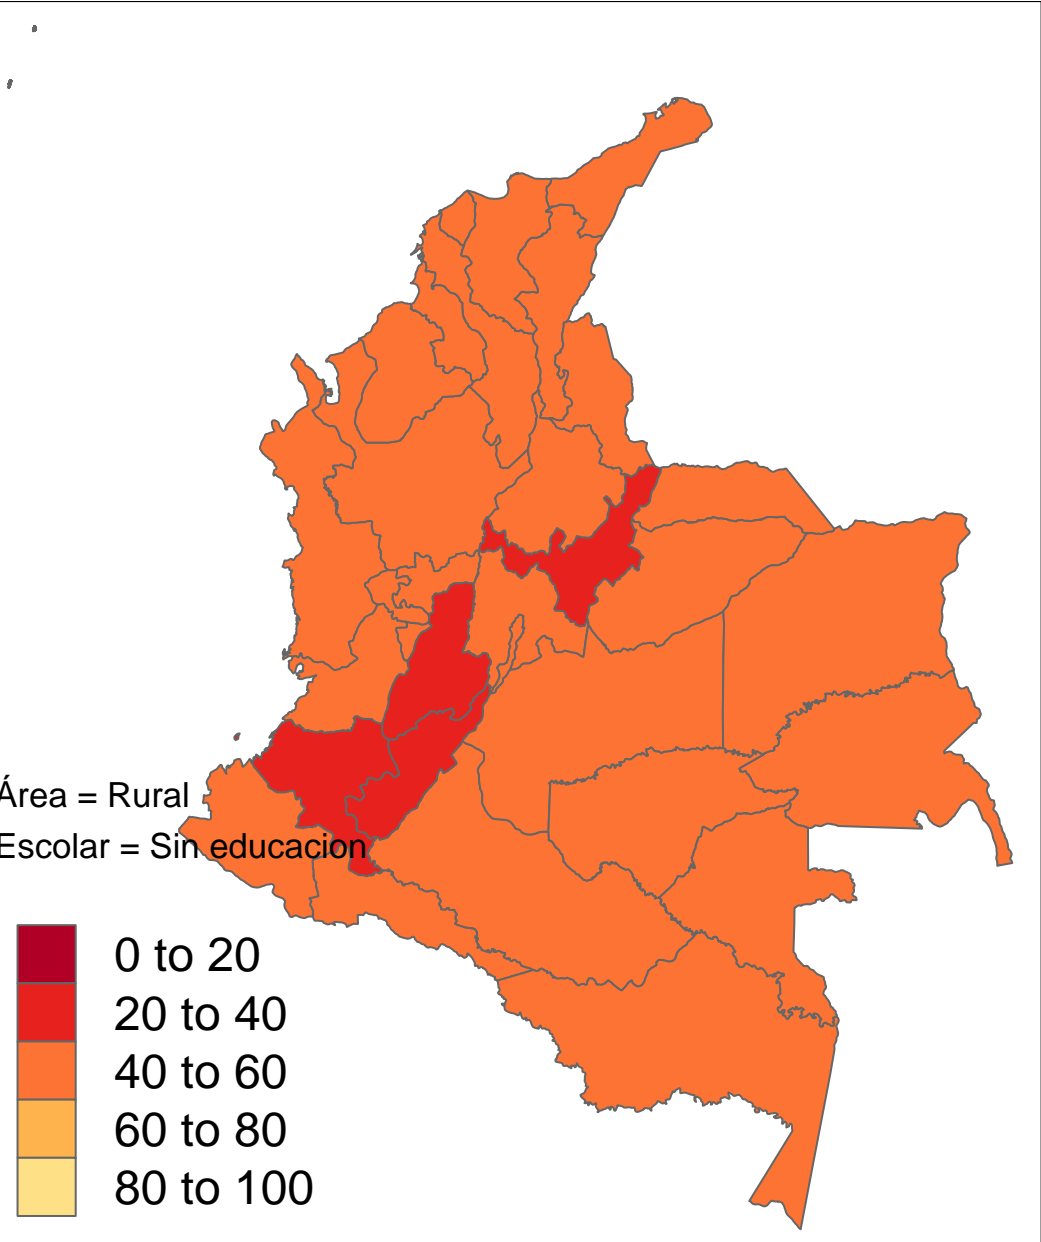 Área = Rural
Escolar = Sin educacion
0 to 20
20 to 40
40 to 60
60 to 80
80 to 100